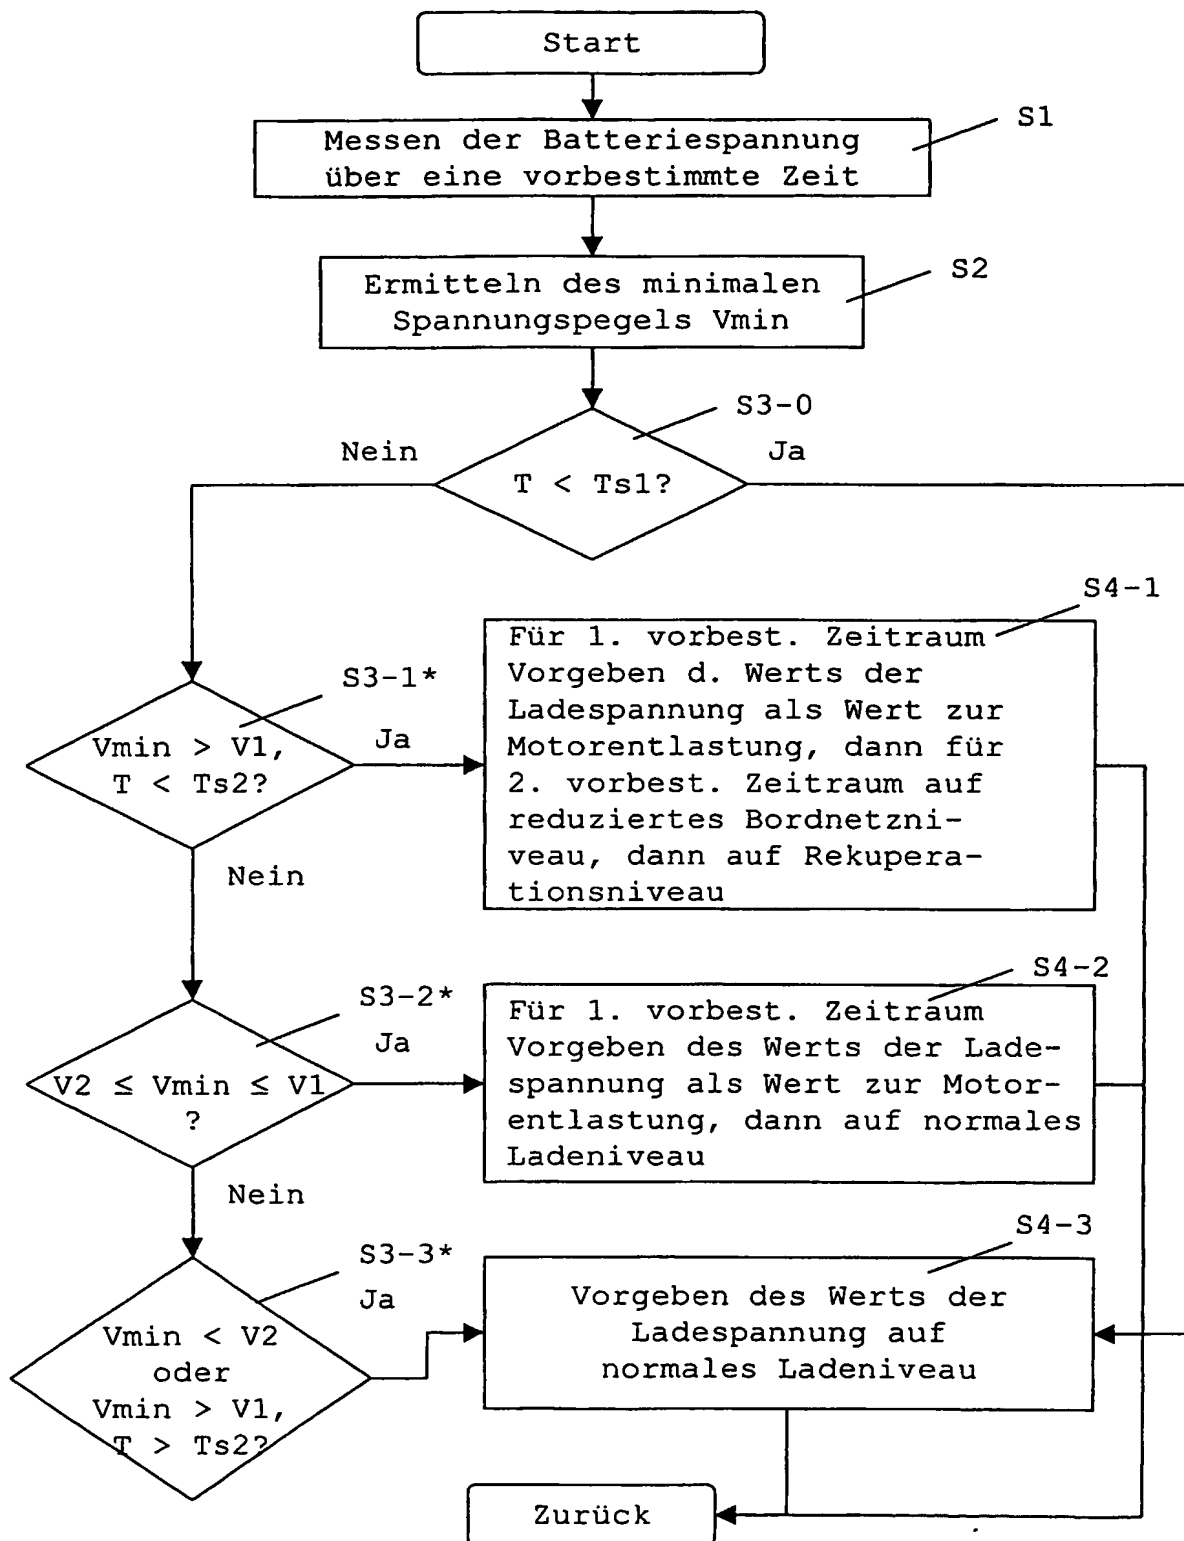 Start
S1
Messen der Batteriespannung
über eine vorbestimmte Zeit
S2
Ermitteln des minimalen
Spannungspegels Vmin
S3-0
Nein
Ja
T < Ts1?
S4-1
Für 1. vorbest. Zeitraum
Vorgeben d. Werts der
Ladespannung als Wert zur
Motorentlastung, dann für
2. vorbest. Zeitraum auf
reduziertes Bordnetzni-
veau, dann auf Rekupera-
tionsniveau
S3-1*
Vmin > V1,
T < Ts2?
Ja
Nein
S4-2
Für 1. vorbest. Zeitraum
Vorgeben des Werts der Lade-
spannung als Wert zur Motor-
entlastung, dann auf normales
Ladeniveau
S3-2*
Ja
V2 ≤ Vmin ≤ V1
?
Nein
S4-3
Vorgeben des Werts der
Ladespannung auf
normales Ladeniveau
S3-3*
Ja
Vmin < V2
oder
Vmin > V1,
T > Ts2?
Zurück